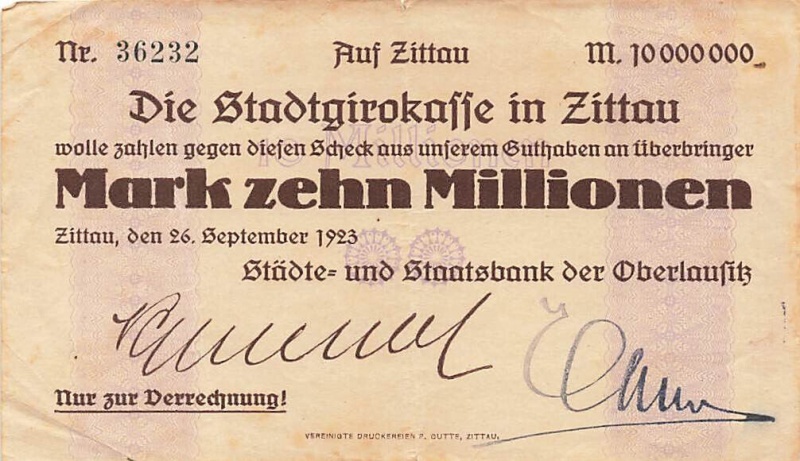 Nr. 36232 Auf Zittau M. 10000000
Die Stadtgirokasse in Zittau
wolle zahlen gegen diesen Scheck aus unserem Guthaben an Überbringer
10 Millionen
Mark zehn Millionen
Zittau, den 26. September 1923
Städte- und Staatsbank der Oberlausitz
Nur zur Verrechnung!
VEREINIGTE DRUCKEREIEN P. GUTTE, ZITTAU.